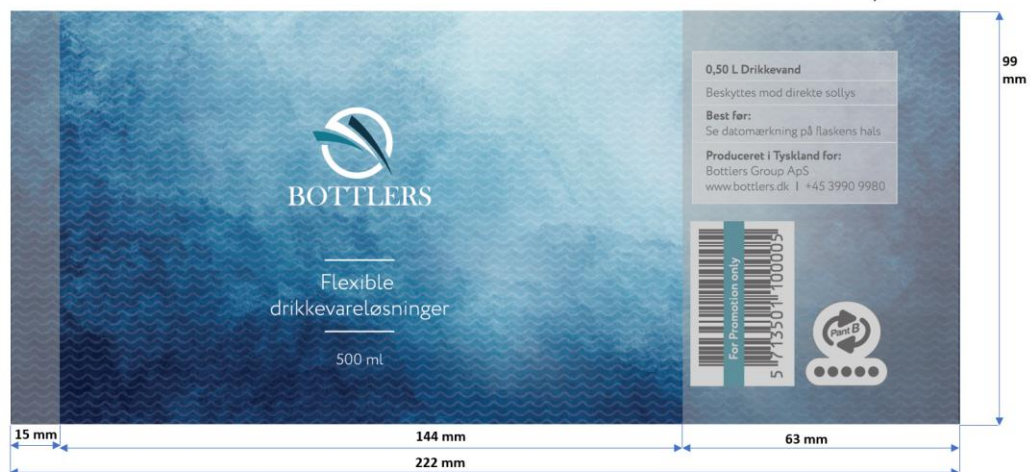 BOTTLERS
Flexible
drikkevareløsninger
500 ml
0,50 L Drikkevand
Beskyttes mod direkte sollys
Best før:
Se datomærkning på flaskens hals
Produceret i Tyskland for:
Bottlers Group ApS
www.bottlers.dk I +45 3990 9980
For Promotion only
5 713501 100005
Pant B
99
mm
15 mm
144 mm
63 mm
222 mm